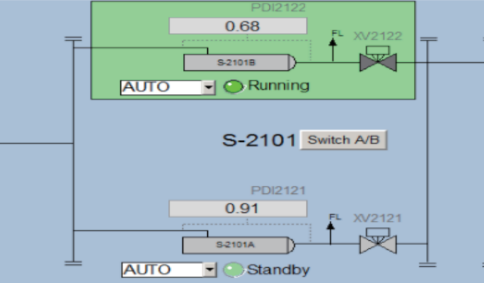 PDI2122
0.68
FL XV2122
S-2101B
AUTO Running
S-2101 Switch A/B
PDI2121
0.91
FL XV2121
S-2101A
AUTO Standby